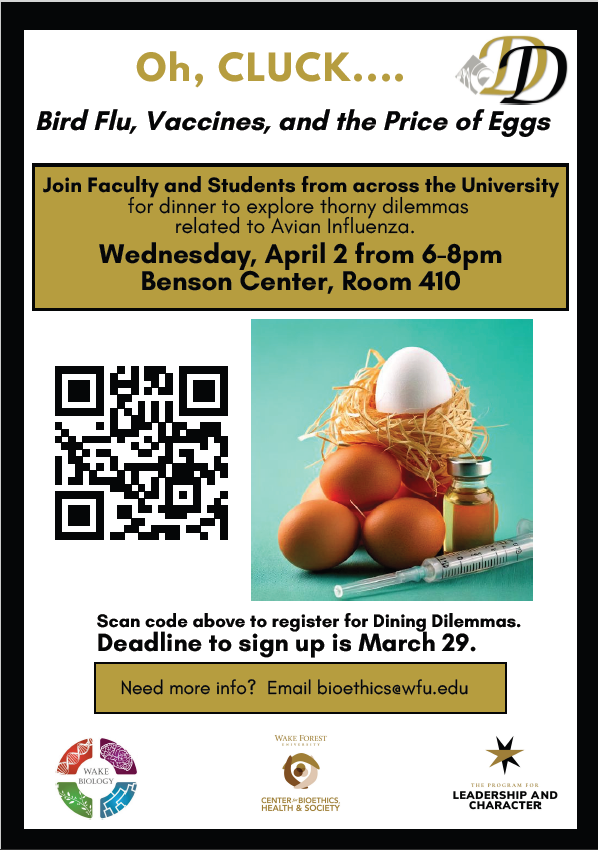 Oh, CLUCK....
DD
Bird Flu, Vaccines, and the Price of Eggs
Join Faculty and Students from across the University
for dinner to explore thorny dilemmas
related to Avian Influenza.
Wednesday, April 2 from 6-8pm
Benson Center, Room 410
Scan code above to register for Dining Dilemmas.
Deadline to sign up is March 29.
Need more info? Email bioethics@wfu.edu
WAKE
BIOLOGY
WAKE FOREST
UNIVERSITY
CENTER for BIOETHICS,
HEALTH & SOCIETY
THE PROGRAM FOR
LEADERSHIP AND
CHARACTER